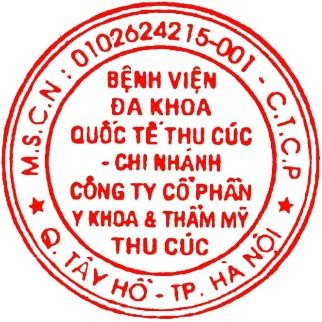 M.S.C.N: 0102624215-001 - C.T.C.P
BỆNH VIỆN
ĐA KHOA
QUỐC TẾ THU CÚC
- CHI NHÁNH
CÔNG TY CỔ PHẦN
Y KHOA & THẨM MỸ
THU CÚC
★ Q. TÂY HỒ - TP. HÀ NỘI ★